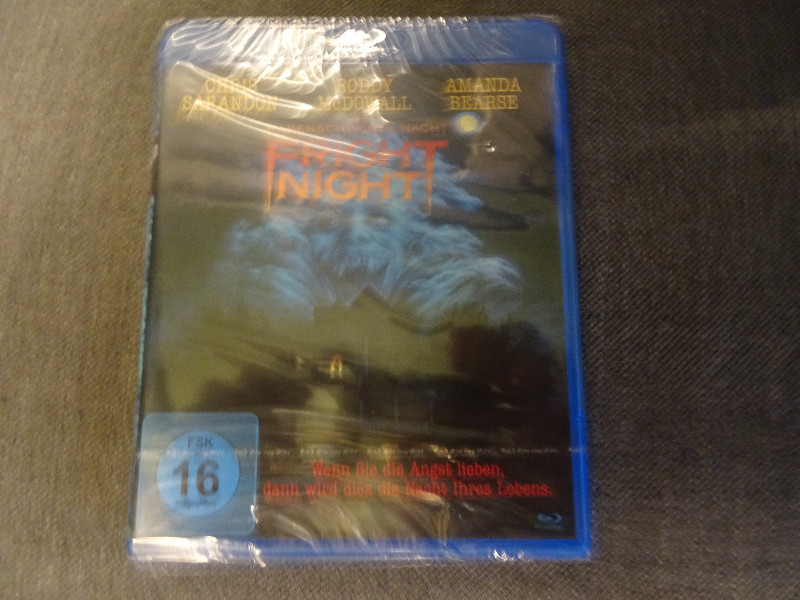 CHRIS RODDY AMANDA
SARANDON McDOWALL BEARSE
NACHT
FRIGHT
NIGHT
FSK
16
Wenn Sie die Angst lieben,
dann wird dies die Nacht Ihres Lebens.